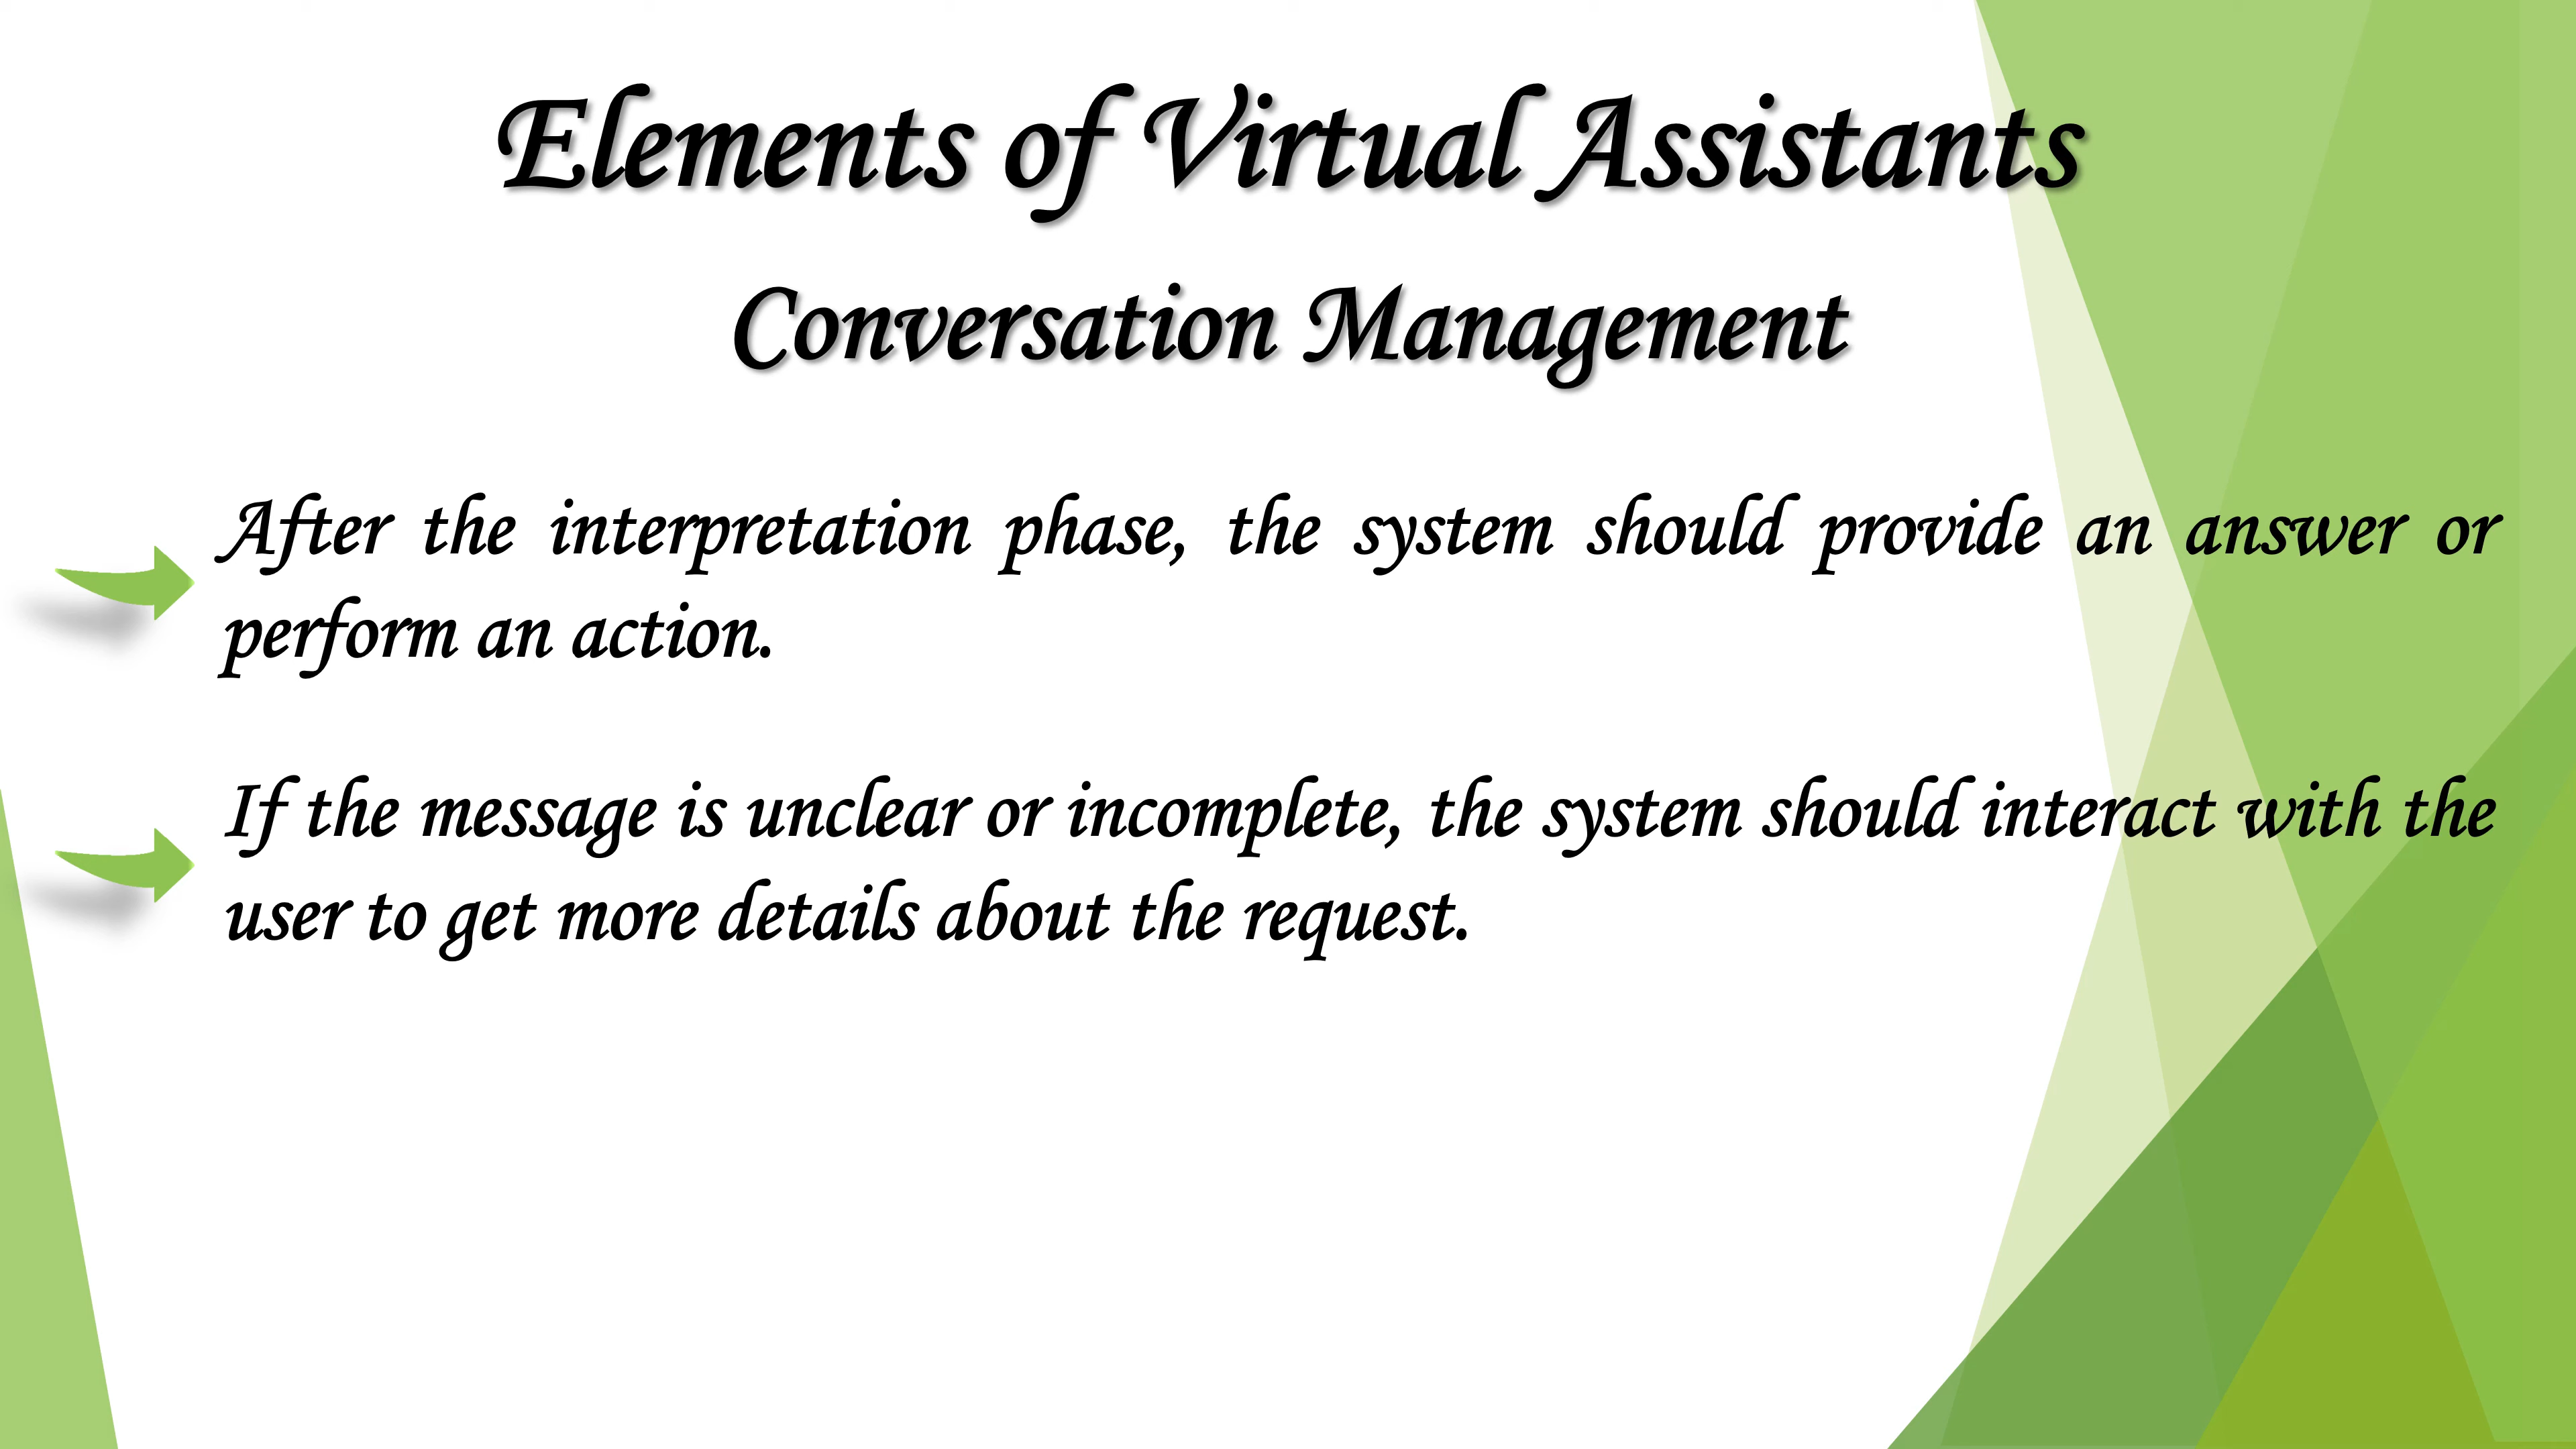 Elements of Virtual Assistants
Conversation Management
After the interpretation phase, the system should provide an answer or
perform an action.
If the message is unclear or incomplete, the system should interact with the
user to get more details about the request.